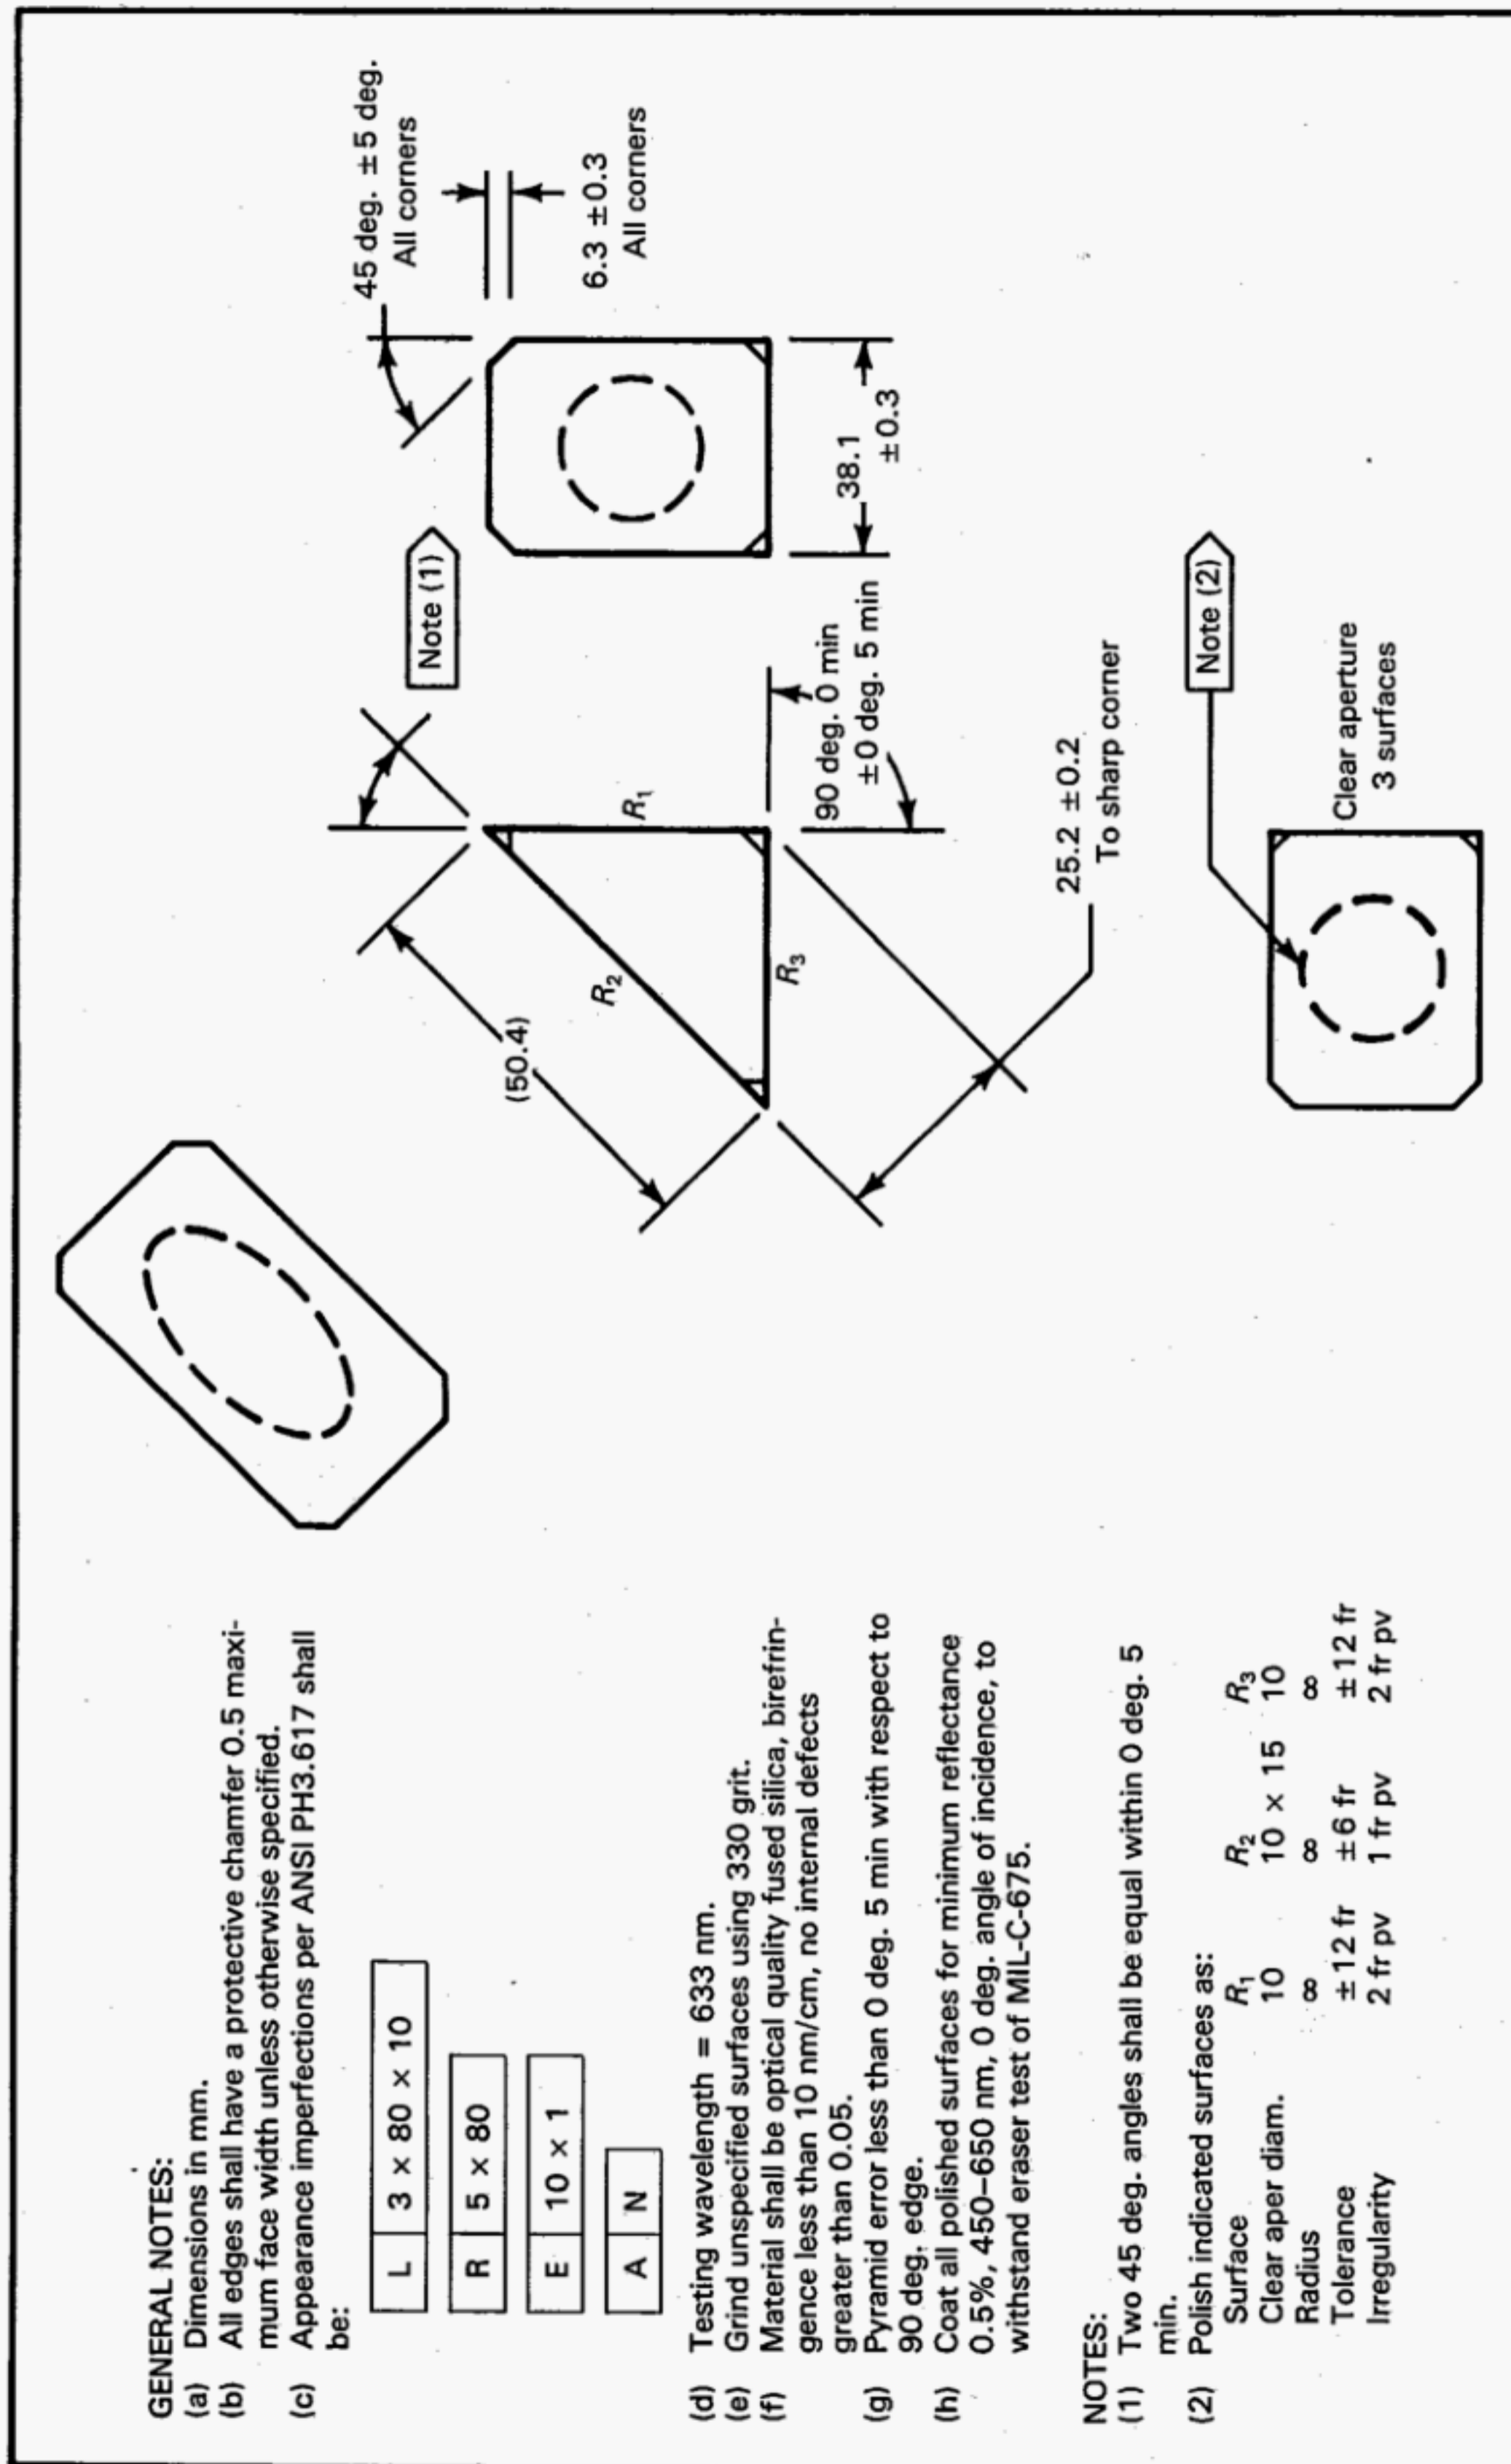 GENERAL NOTES:
(a) Dimensions in mm.
(b) All edges shall have a protective chamfer 0.5 maxi-
mum face width unless otherwise specified.
(c) Appearance imperfections per ANSI PH3.617 shall
be:
L 3 × 80 × 10
R 5 × 80
E 10 × 1
A N
(d) Testing wavelength = 633 nm.
(e) Grind unspecified surfaces using 330 grit.
(f) Material shall be optical quality fused silica, birefrin-
gence less than 10 nm/cm, no internal defects
greater than 0.05.
(g) Pyramid error less than 0 deg. 5 min with respect to
90 deg. edge.
(h) Coat all polished surfaces for minimum reflectance
0.5%, 450–650 nm, 0 deg. angle of incidence, to
withstand eraser test of MIL-C-675.
NOTES:
(1) Two 45 deg. angles shall be equal within 0 deg. 5
min.
(2) Polish indicated surfaces as:
Surface R₁ R₂ R₃
Clear aper diam. 10 10 × 15 10
Radius ∞ ∞ ∞
Tolerance ±12 fr ±6 fr ±12 fr
Irregularity 2 fr pv 1 fr pv 2 fr pv
(50.4)
R₂
R₁
R₃
Note (1)
90 deg. 0 min
±0 deg. 5 min
25.2 ±0.2
To sharp corner
45 deg. ±5 deg.
All corners
6.3 ±0.3
All corners
38.1
±0.3
Note (2)
Clear aperture
3 surfaces